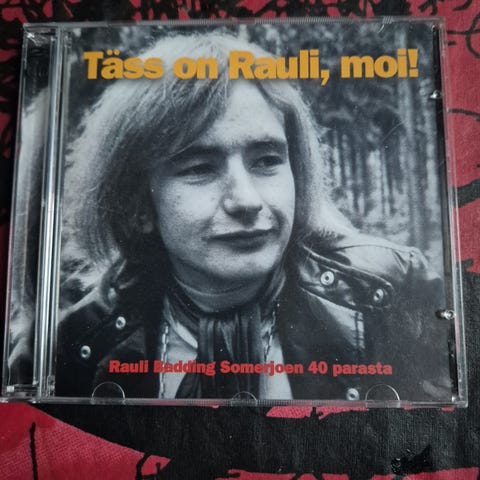 Täss on Rauli, moi!
Rauli Badding Somerjoen 40 parasta